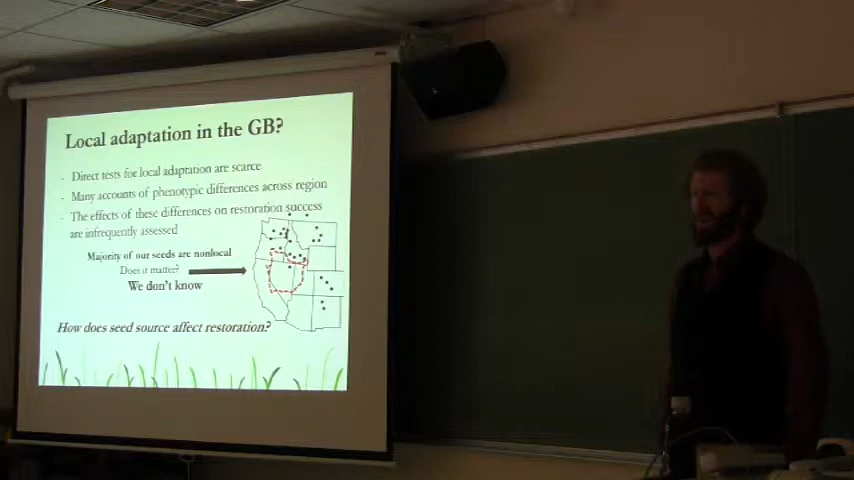 Local adaptation in the GB?
- Direct tests for local adaptation are scarce
- Many accounts of phenotypic differences across region
- The effects of these differences on restoration success
are infrequently assessed
Majority of our seeds are nonlocal
Does it matter?
We don't know
How does seed source affect restoration?